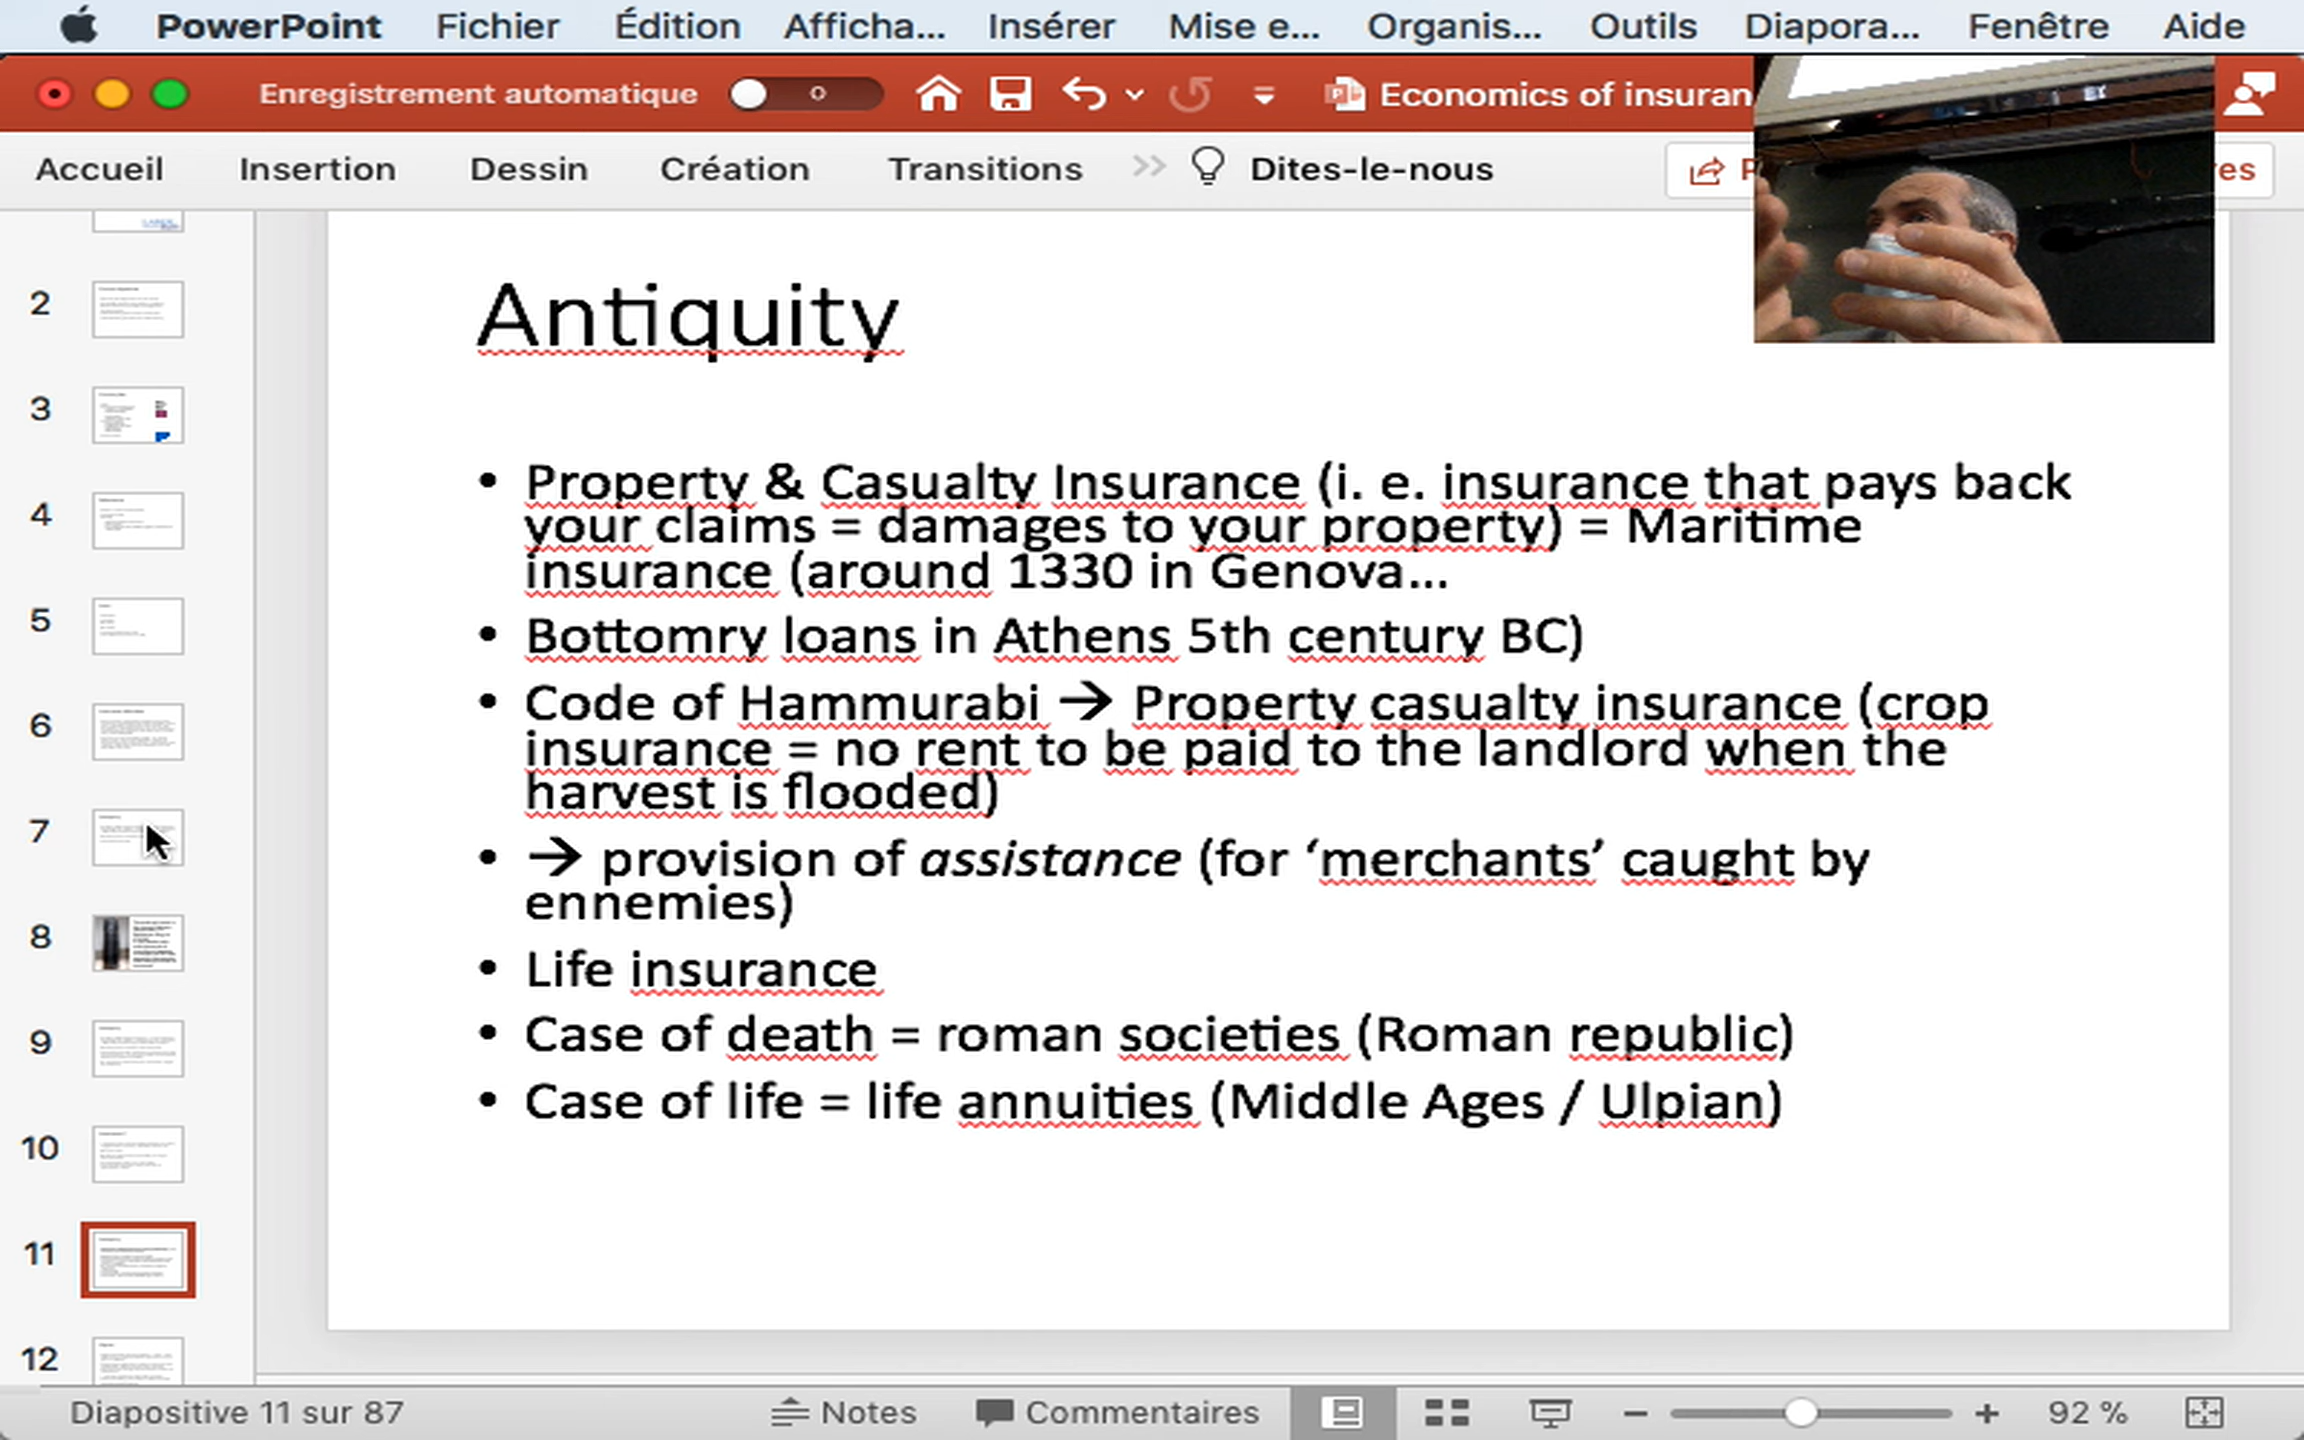 PowerPoint Fichier Édition Afficha... Insérer Mise e... Organis... Outils Diapora... Fenêtre Aide
Enregistrement automatique Economics of insuran
Accueil Insertion Dessin Création Transitions >> Dites-le-nous
Antiquity
• Property & Casualty Insurance (i. e. insurance that pays back
your claims = damages to your property) = Maritime
insurance (around 1330 in Genova...
• Bottomry loans in Athens 5th century BC)
• Code of Hammurabi → Property casualty insurance (crop
insurance = no rent to be paid to the landlord when the
harvest is flooded)
• → provision of assistance (for ‘merchants’ caught by
ennemies)
• Life insurance
• Case of death = roman societies (Roman republic)
• Case of life = life annuities (Middle Ages / Ulpian)
2
3
4
5
6
7
8
9
10
11
12
Diapositive 11 sur 87 Notes Commentaires 92 %